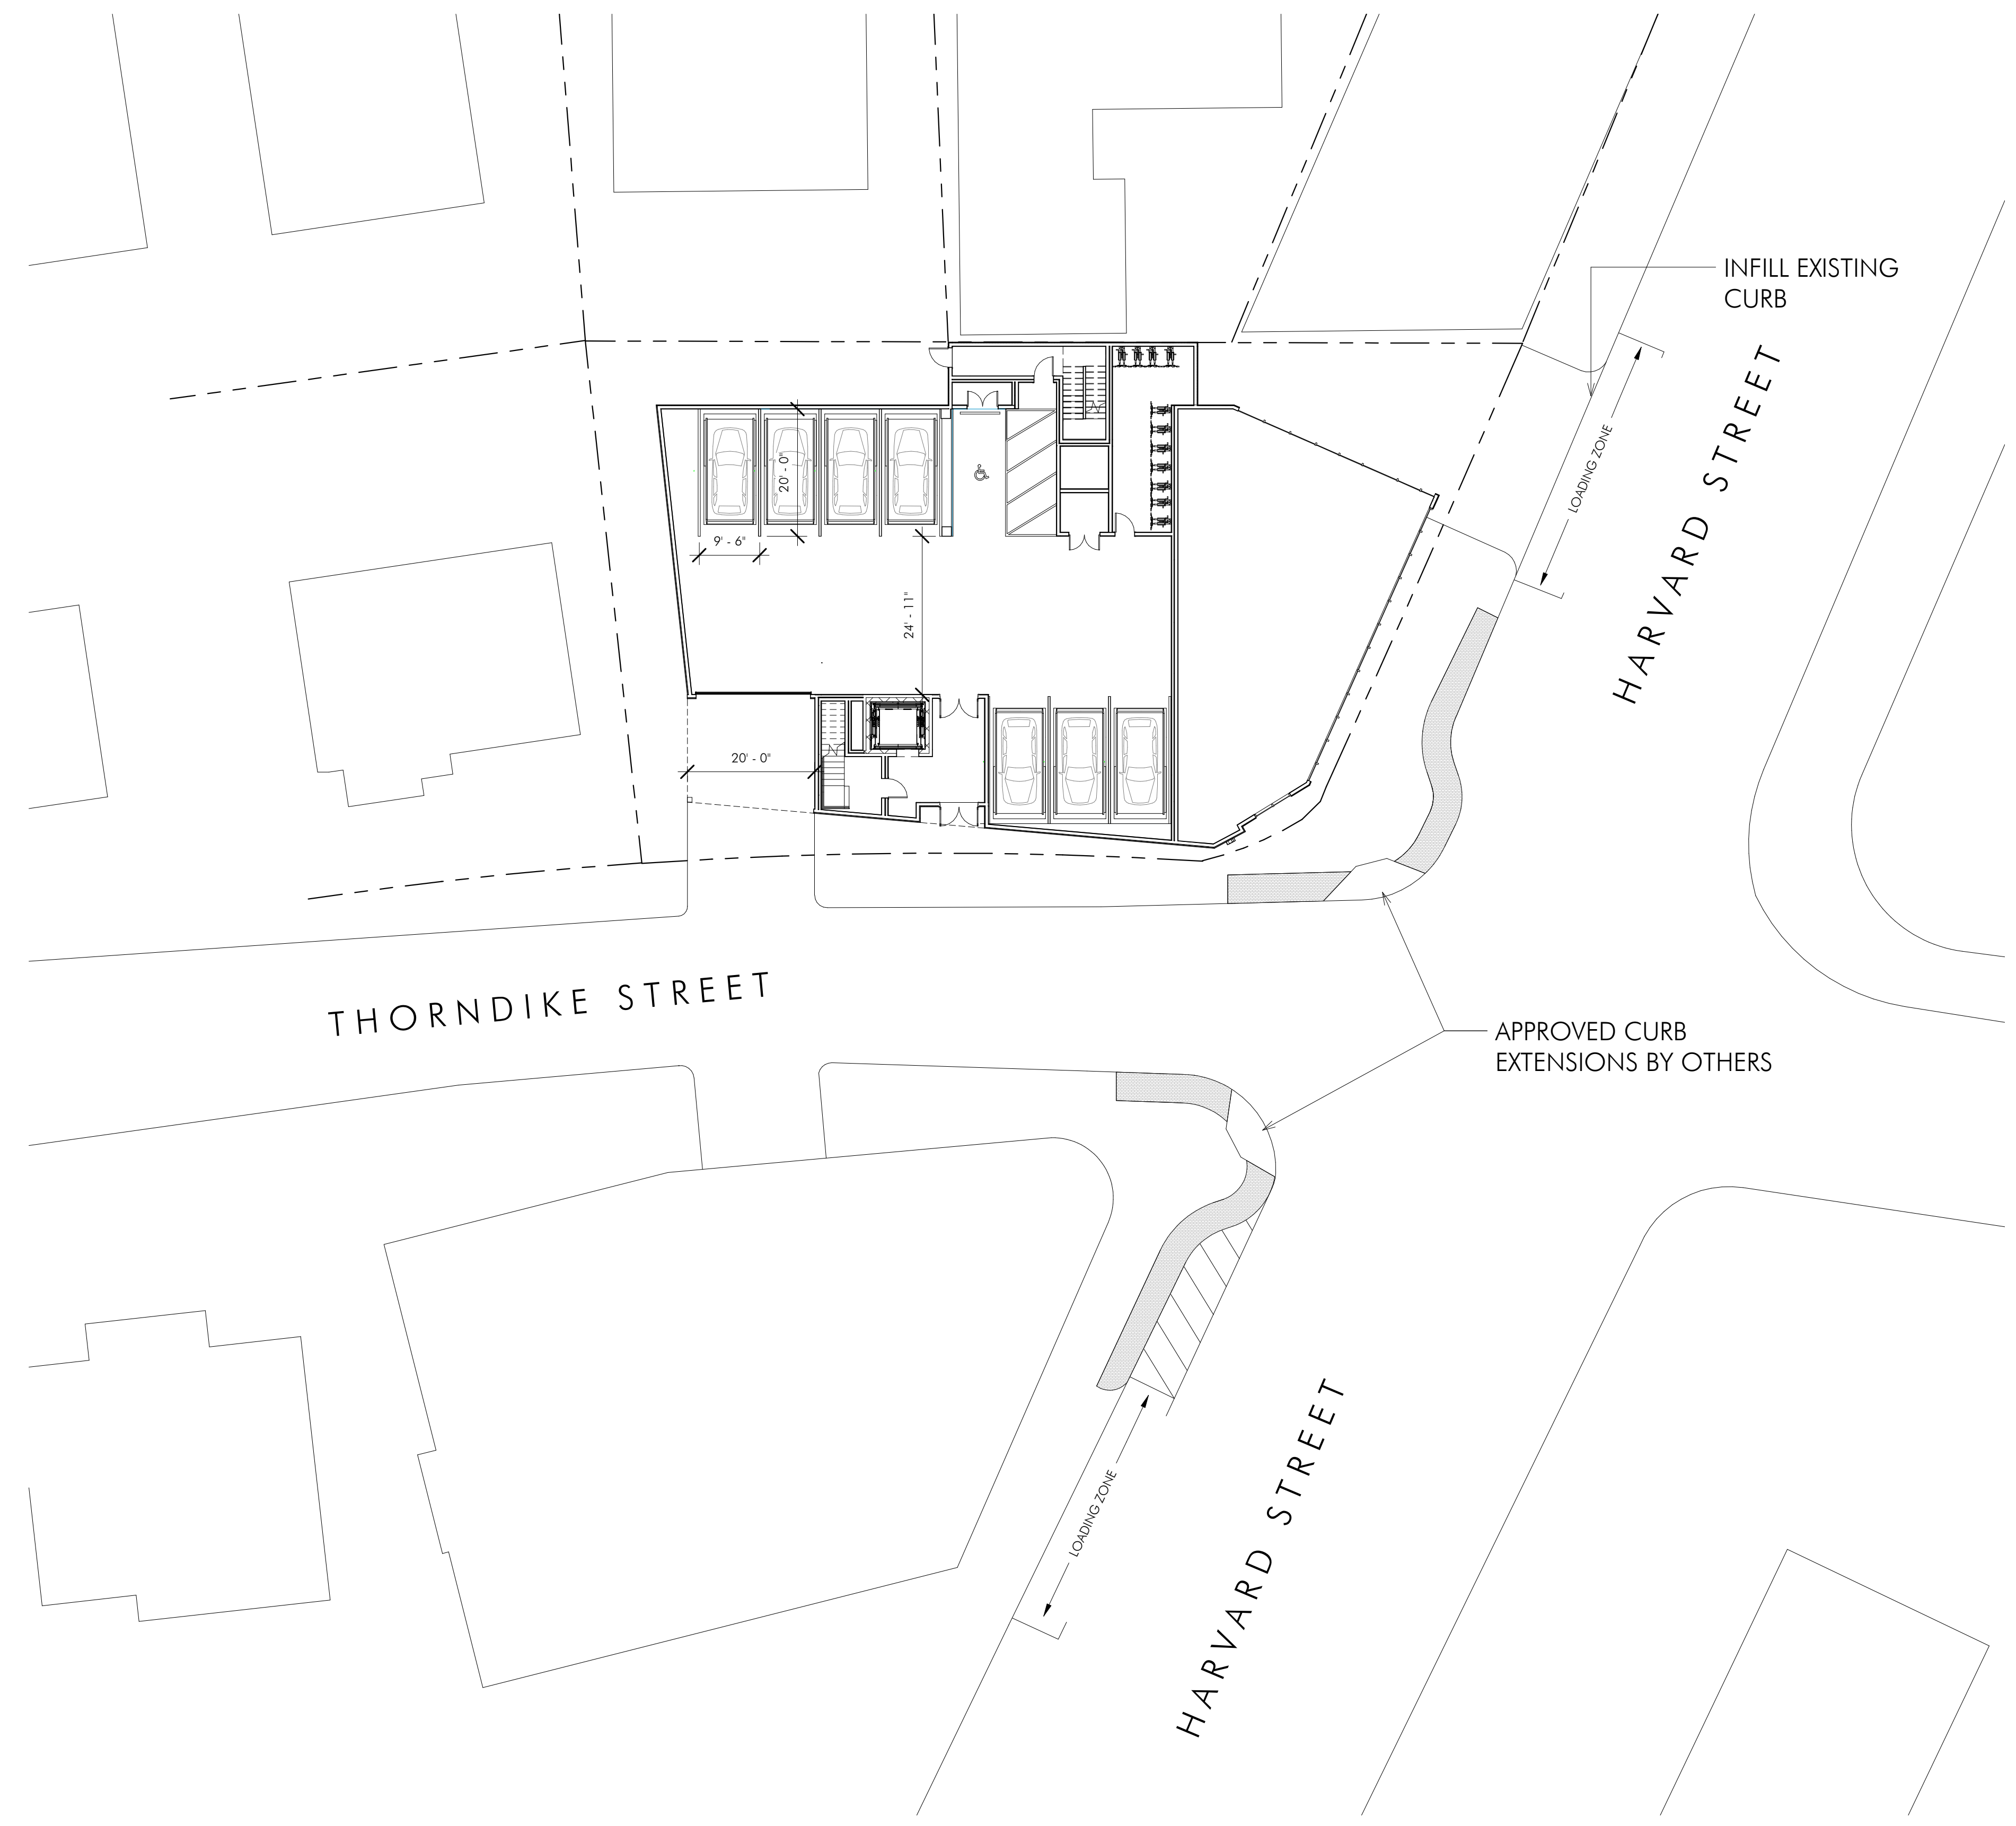 INFILL EXISTING
CURB
HARVARD STREET
LOADING ZONE
20' - 0"
9' - 6"
24' - 11"
20' - 0"
THORNDIKE STREET
APPROVED CURB
EXTENSIONS BY OTHERS
LOADING ZONE
HARVARD STREET